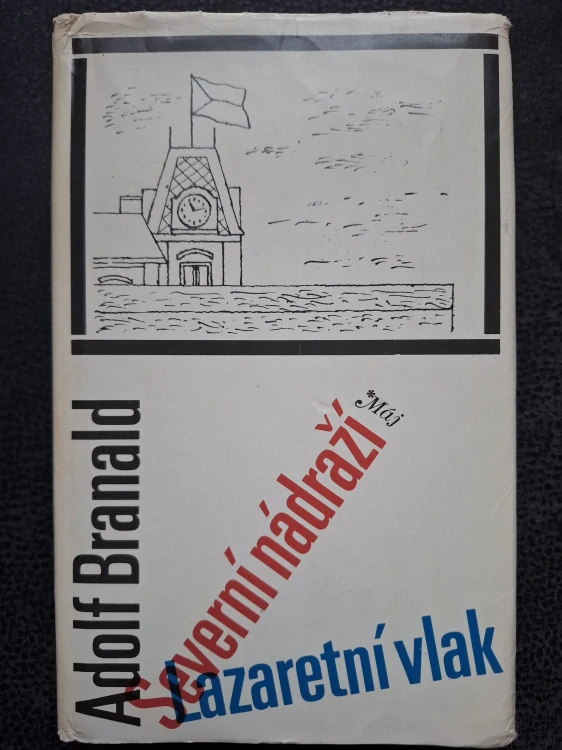 Adolf Branald
Severní nádraží
*Máj
Lazaretní vlak